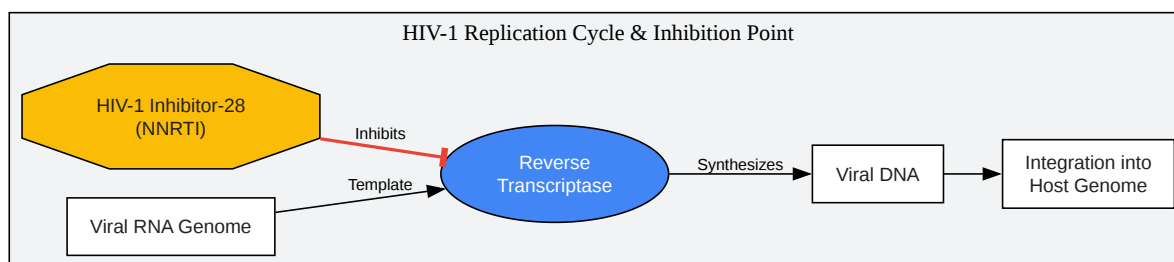 HIV-1 Replication Cycle & Inhibition Point
HIV-1 Inhibitor-28
(NNRTI)
Inhibits
Template
Viral RNA Genome
Reverse
Transcriptase
Synthesizes
Viral DNA
Integration into
Host Genome